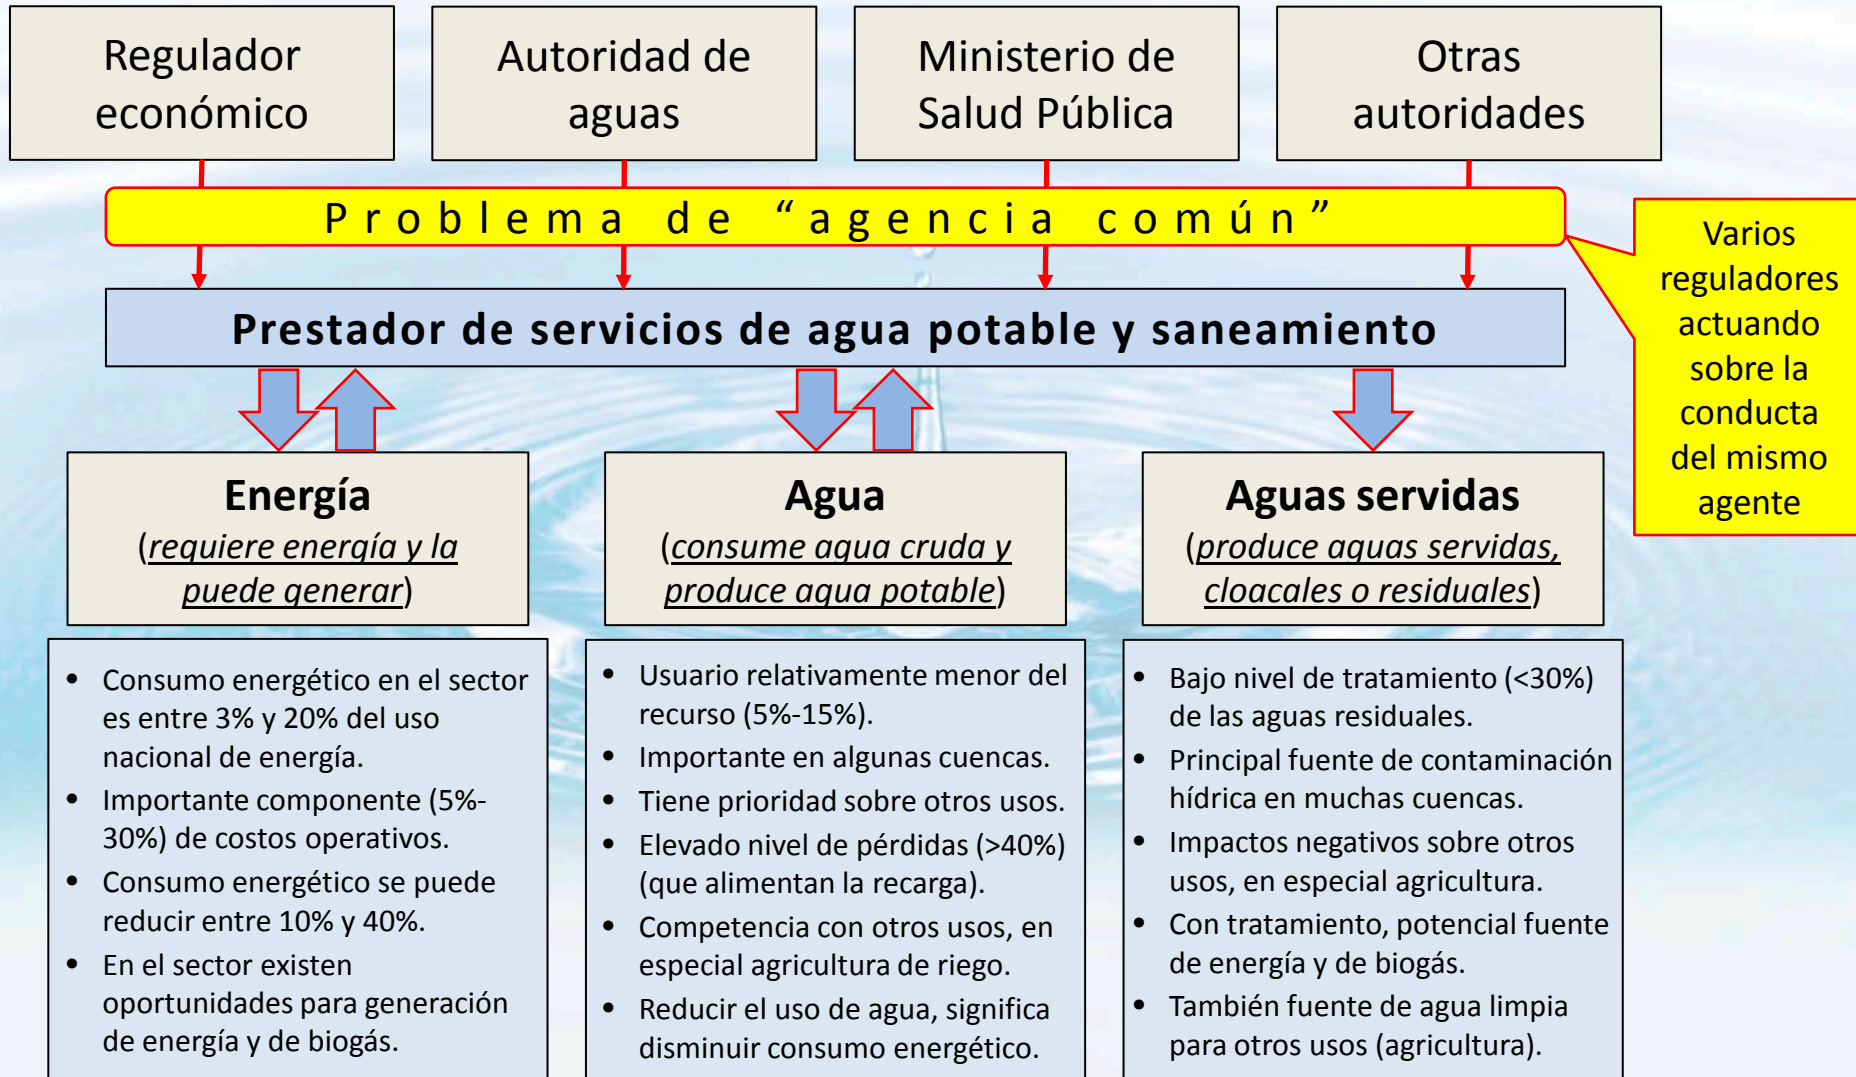 Regulador
económico
Autoridad de
aguas
Ministerio de
Salud Pública
Otras
autoridades
Problema de “agencia común”
Varios
reguladores
actuando
sobre la
conducta
del mismo
agente
Prestador de servicios de agua potable y saneamiento
Energía
(requiere energía y la
puede generar)
Agua
(consume agua cruda y
produce agua potable)
Aguas servidas
(produce aguas servidas,
cloacales o residuales)
• Consumo energético en el sector
es entre 3% y 20% del uso
nacional de energía.
• Importante componente (5%-
30%) de costos operativos.
• Consumo energético se puede
reducir entre 10% y 40%.
• En el sector existen
oportunidades para generación
de energía y de biogás.
• Usuario relativamente menor del
recurso (5%-15%).
• Importante en algunas cuencas.
• Tiene prioridad sobre otros usos.
• Elevado nivel de pérdidas (>40%)
(que alimentan la recarga).
• Competencia con otros usos, en
especial agricultura de riego.
• Reducir el uso de agua, significa
disminuir consumo energético.
• Bajo nivel de tratamiento (<30%)
de las aguas residuales.
• Principal fuente de contaminación
hídrica en muchas cuencas.
• Impactos negativos sobre otros
usos, en especial agricultura.
• Con tratamiento, potencial fuente
de energía y de biogás.
• También fuente de agua limpia
para otros usos (agricultura).